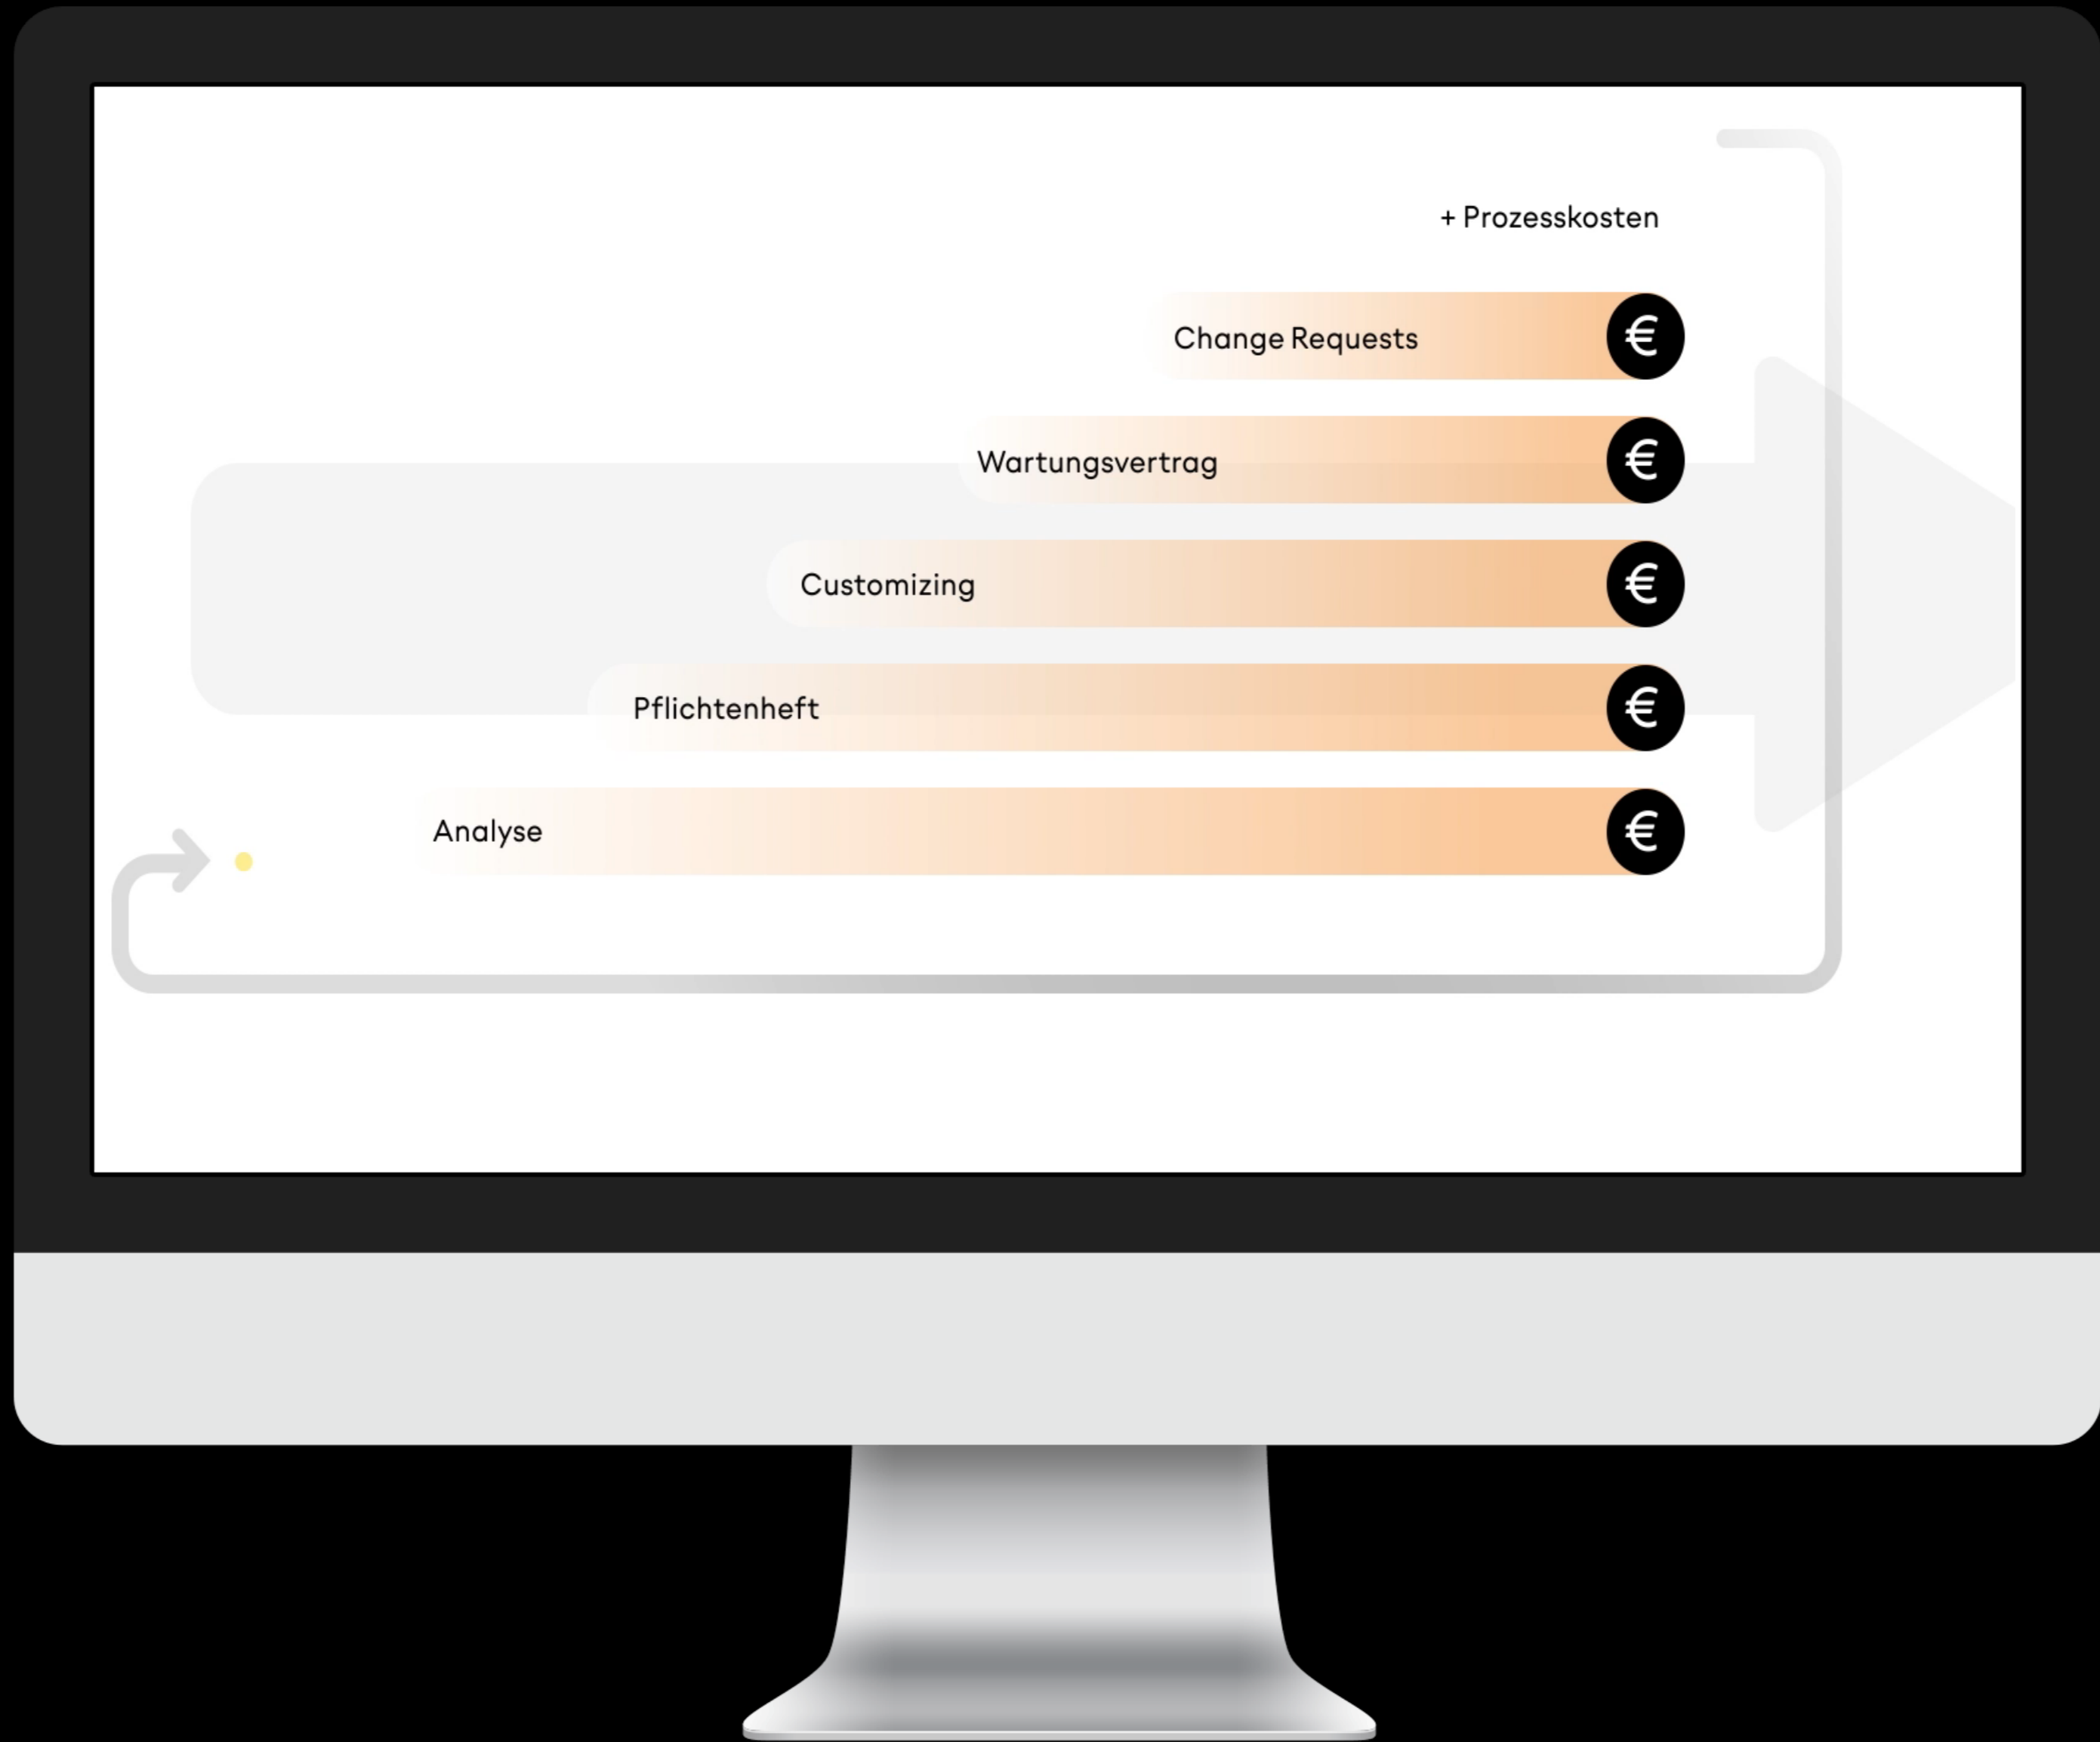 + Prozesskosten
Change Requests
€
Wartungsvertrag
€
Customizing
€
Pflichtenheft
€
Analyse
€